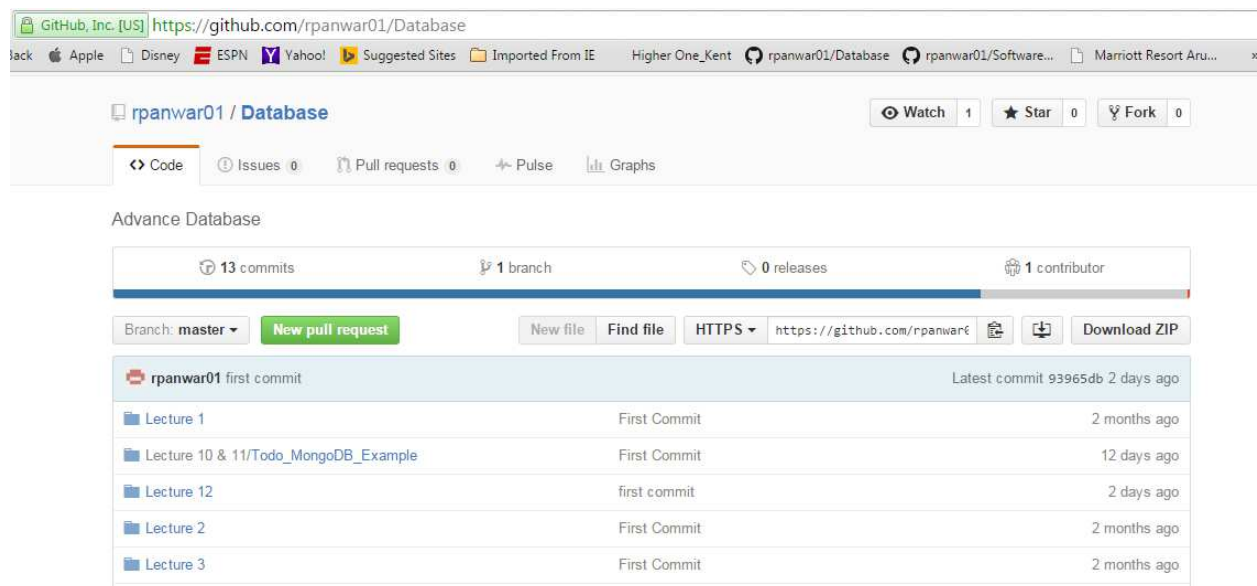 GitHub, Inc. [US] https://github.com/rpanwar01/Database
Back Apple Disney ESPN Yahoo! Suggested Sites Imported From IE Higher One_Kent rpanwar01/Database rpanwar01/Software... Marriott Resort Aru... »
rpanwar01 / Database Watch 1 Star 0 Fork 0
<> Code Issues 0 Pull requests 0 Pulse Graphs
Advance Database
13 commits 1 branch 0 releases 1 contributor
Branch: master New pull request New file Find file HTTPS https://github.com/rpanwar Download ZIP
rpanwar01 first commit Latest commit 93965db 2 days ago
Lecture 1 First Commit 2 months ago
Lecture 10 & 11/Todo_MongoDB_Example First Commit 12 days ago
Lecture 12 first commit 2 days ago
Lecture 2 First Commit 2 months ago
Lecture 3 First Commit 2 months ago